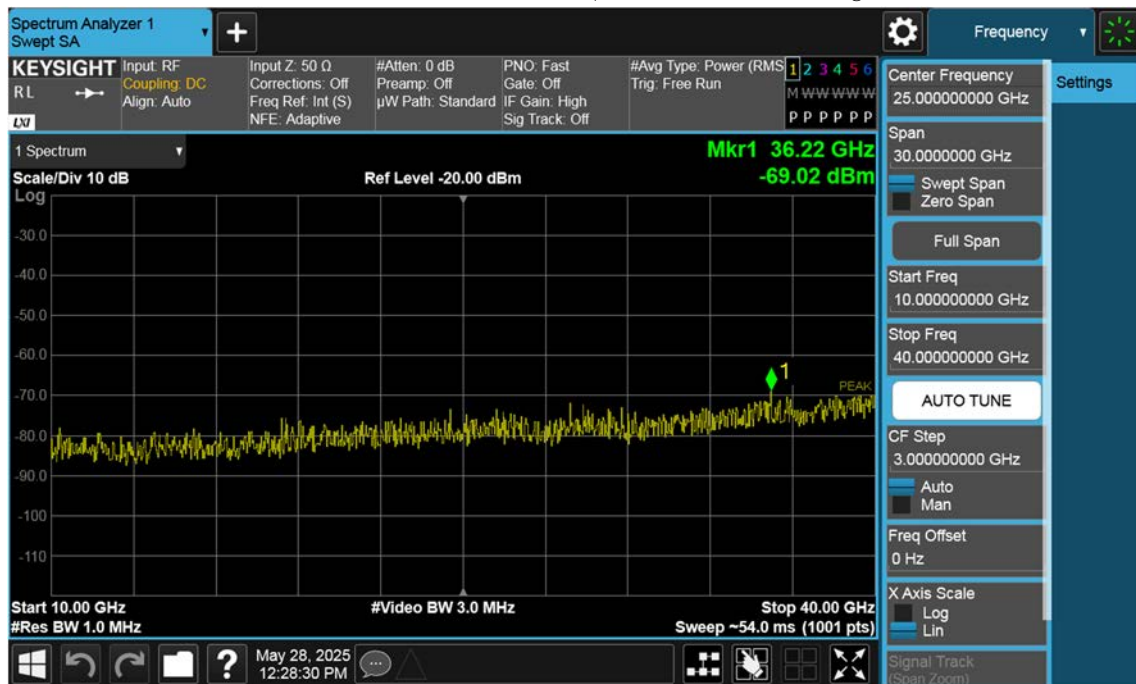 Spectrum Analyzer 1
Swept SA
Frequency
KEYSIGHT
RL
LXI
Input: RF
Coupling: DC
Align: Auto
Input Z: 50 Ω
Corrections: Off
Freq Ref: Int (S)
NFE: Adaptive
#Atten: 0 dB
Preamp: Off
µW Path: Standard
PNO: Fast
Gate: Off
IF Gain: High
Sig Track: Off
#Avg Type: Power (RMS
Trig: Free Run
1 2 3 4 5 6
M W W W W W
P P P P P P
1 Spectrum
Scale/Div 10 dB
Log
Ref Level -20.00 dBm
Mkr1 36.22 GHz
-69.02 dBm
-30.0
-40.0
-50.0
-60.0
-70.0
-80.0
-90.0
-100
-110
1
PEAK
Start 10.00 GHz
#Res BW 1.0 MHz
#Video BW 3.0 MHz
Stop 40.00 GHz
Sweep ~54.0 ms (1001 pts)
Center Frequency
25.000000000 GHz
Span
30.0000000 GHz
Swept Span
Zero Span
Full Span
Start Freq
10.000000000 GHz
Stop Freq
40.000000000 GHz
AUTO TUNE
CF Step
3.000000000 GHz
Auto
Man
Freq Offset
0 Hz
X Axis Scale
Log
Lin
Signal Track
(Span Zoom)
Settings
?
May 28, 2025
12:28:30 PM